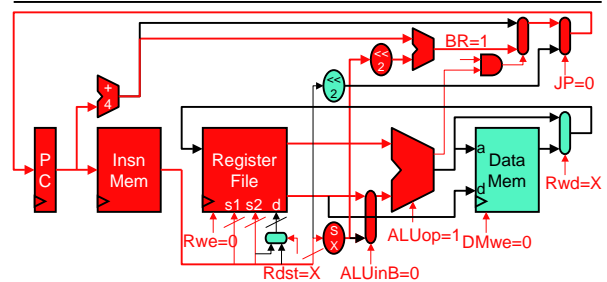 BR=1
<<
2
<<
2
JP=0
+
4
P
C
Insn
Mem
Register
File
s1 s2 d
a
d
Data
Mem
Rwd=X
S
X
Rwe=0
Rdst=X
ALUinB=0
ALUop=1
DMwe=0